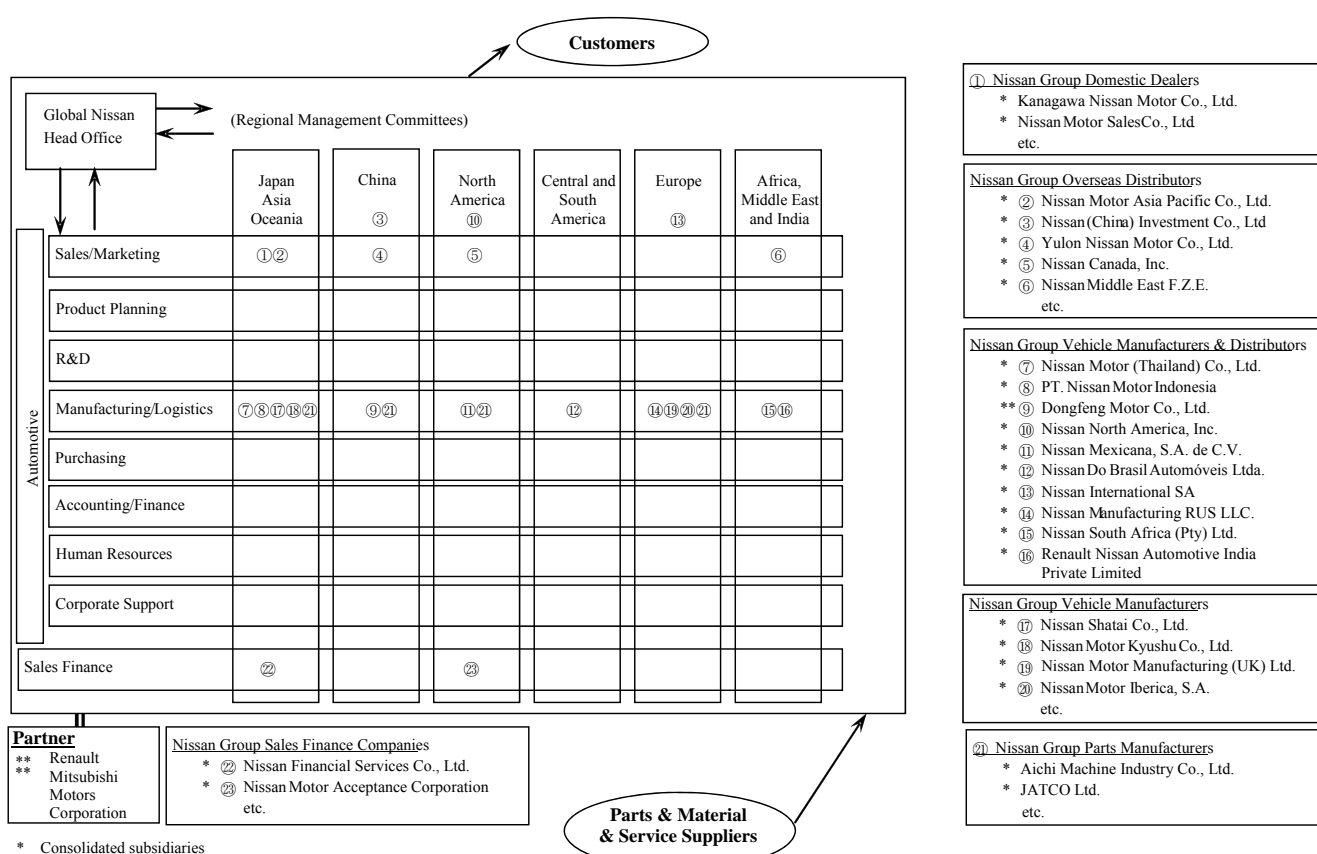 Customers
Global Nissan
Head Office
(Regional Management Committees)
Japan
Asia
Oceania
China
③
North
America
⑩
Central and
South
America
Europe
⑬
Africa,
Middle East
and India
Automotive
Sales/Marketing ①② ④ ⑤ ⑥
Product Planning
R&D
Manufacturing/Logistics ⑦⑧⑰⑱㉑ ⑨㉑ ⑪㉑ ⑫ ⑭⑲⑳㉑ ⑮⑯
Purchasing
Accounting/Finance
Human Resources
Corporate Support
Sales Finance ㉒ ㉓
Partner
** Renault
** Mitsubishi
Motors
Corporation
Nissan Group Sales Finance Companies
* ㉒ Nissan Financial Services Co., Ltd.
* ㉓ Nissan Motor Acceptance Corporation
etc.
Parts & Material
& Service Suppliers
* Consolidated subsidiaries
① Nissan Group Domestic Dealers
* Kanagawa Nissan Motor Co., Ltd.
* Nissan Motor Sales Co., Ltd
etc.
Nissan Group Overseas Distributors
* ② Nissan Motor Asia Pacific Co., Ltd.
* ③ Nissan (China) Investment Co., Ltd
* ④ Yulon Nissan Motor Co., Ltd.
* ⑤ Nissan Canada, Inc.
* ⑥ Nissan Middle East F.Z.E.
etc.
Nissan Group Vehicle Manufacturers & Distributors
* ⑦ Nissan Motor (Thailand) Co., Ltd.
* ⑧ PT. Nissan Motor Indonesia
** ⑨ Dongfeng Motor Co., Ltd.
* ⑩ Nissan North America, Inc.
* ⑪ Nissan Mexicana, S.A. de C.V.
* ⑫ Nissan Do Brasil Automóveis Ltda.
* ⑬ Nissan International SA
* ⑭ Nissan Manufacturing RUS LLC.
* ⑮ Nissan South Africa (Pty) Ltd.
* ⑯ Renault Nissan Automotive India
Private Limited
Nissan Group Vehicle Manufacturers
* ⑰ Nissan Shatai Co., Ltd.
* ⑱ Nissan Motor Kyushu Co., Ltd.
* ⑲ Nissan Motor Manufacturing (UK) Ltd.
* ⑳ Nissan Motor Iberica, S.A.
etc.
㉑ Nissan Group Parts Manufacturers
* Aichi Machine Industry Co., Ltd.
* JATCO Ltd.
etc.